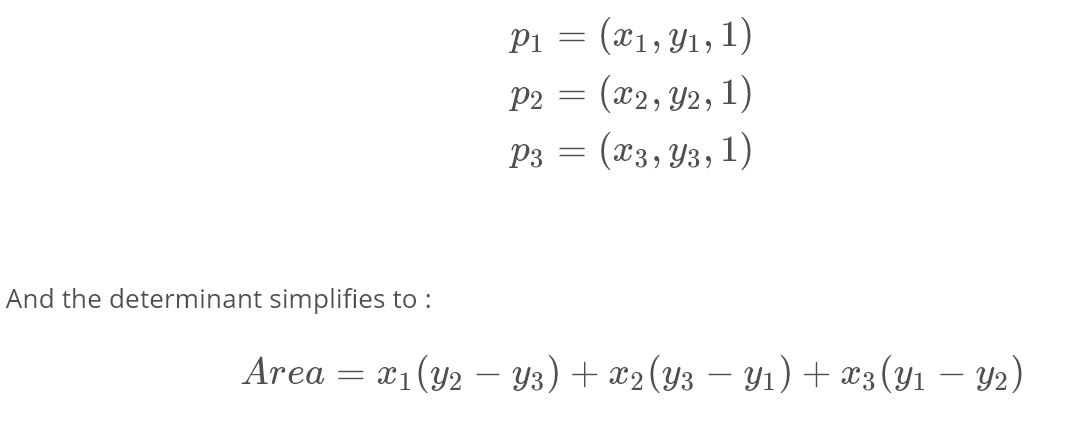 p₁ = (x₁, y₁, 1)
p₂ = (x₂, y₂, 1)
p₃ = (x₃, y₃, 1)
And the determinant simplifies to :
Area = x₁(y₂ − y₃) + x₂(y₃ − y₁) + x₃(y₁ − y₂)